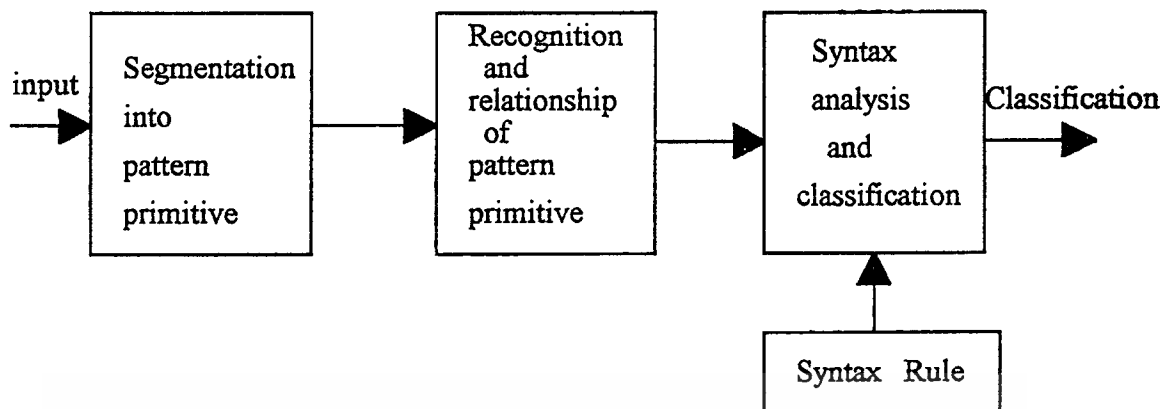 input
Segmentation
into
pattern
primitive
Recognition
and
relationship
of
pattern
primitive
Syntax
analysis
and
classification
Classification
Syntax Rule